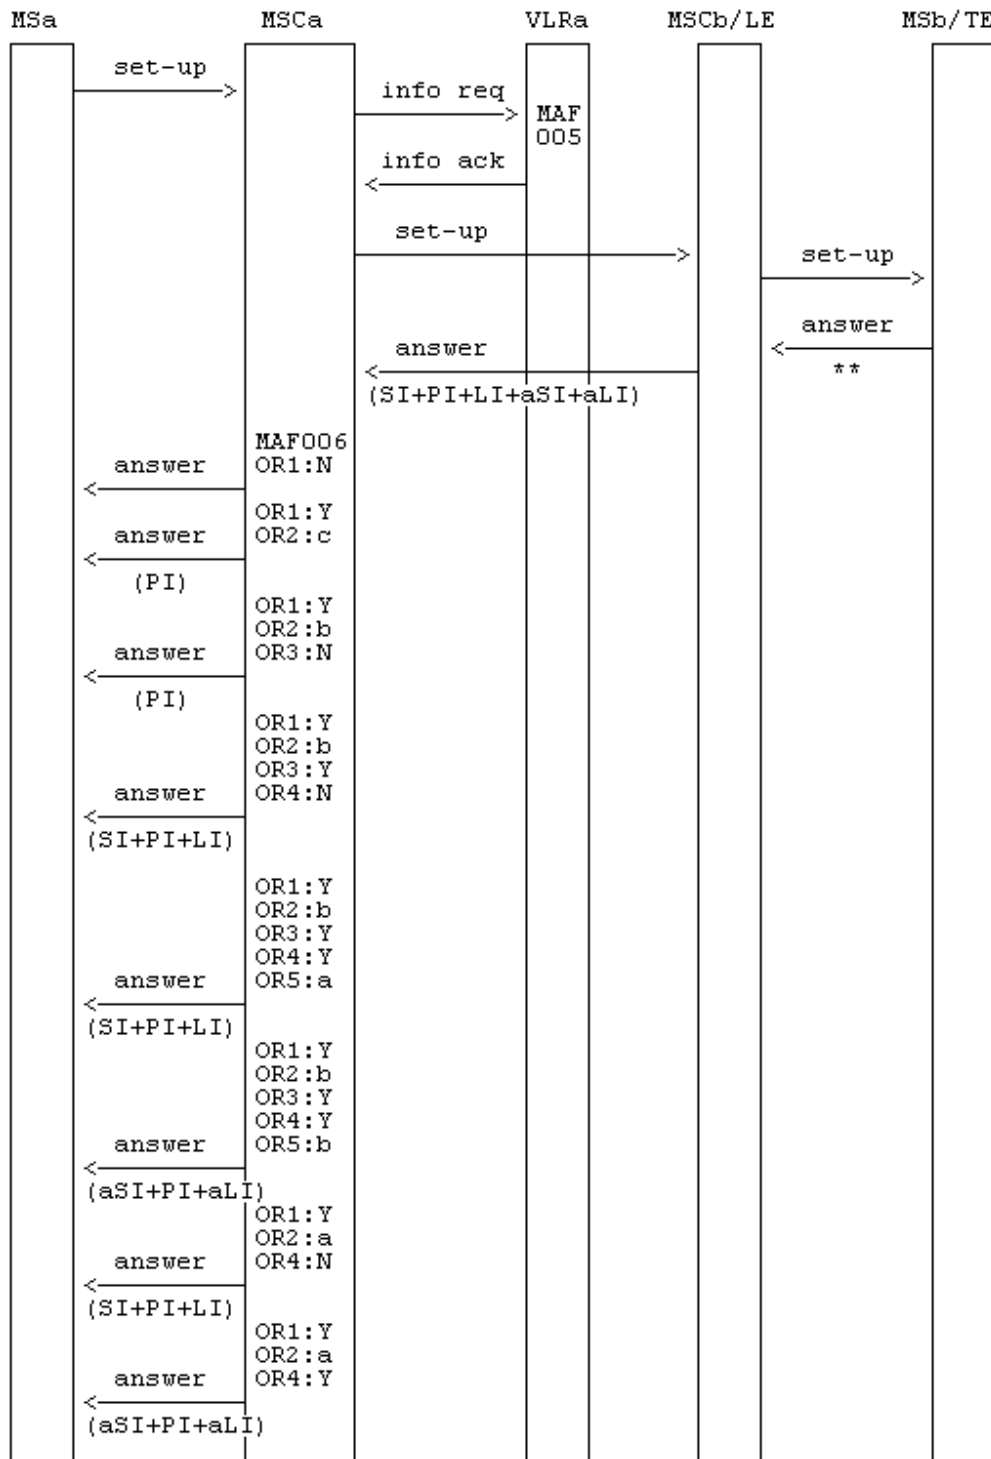 MSa MSCa VLRa MSCb/LE MSb/TE
set-up
info req
MAF
005
info ack
set-up
set-up
answer
**
answer
(SI+PI+LI+aSI+aLI)
MAF006
answer OR1:N
OR1:Y
answer OR2:c
(PI)
OR1:Y
OR2:b
answer OR3:N
(PI)
OR1:Y
OR2:b
OR3:Y
answer OR4:N
(SI+PI+LI)
OR1:Y
OR2:b
OR3:Y
OR4:Y
answer OR5:a
(SI+PI+LI)
OR1:Y
OR2:b
OR3:Y
OR4:Y
answer OR5:b
(aSI+PI+aLI)
OR1:Y
OR2:a
answer OR4:N
(SI+PI+LI)
OR1:Y
OR2:a
answer OR4:Y
(aSI+PI+aLI)